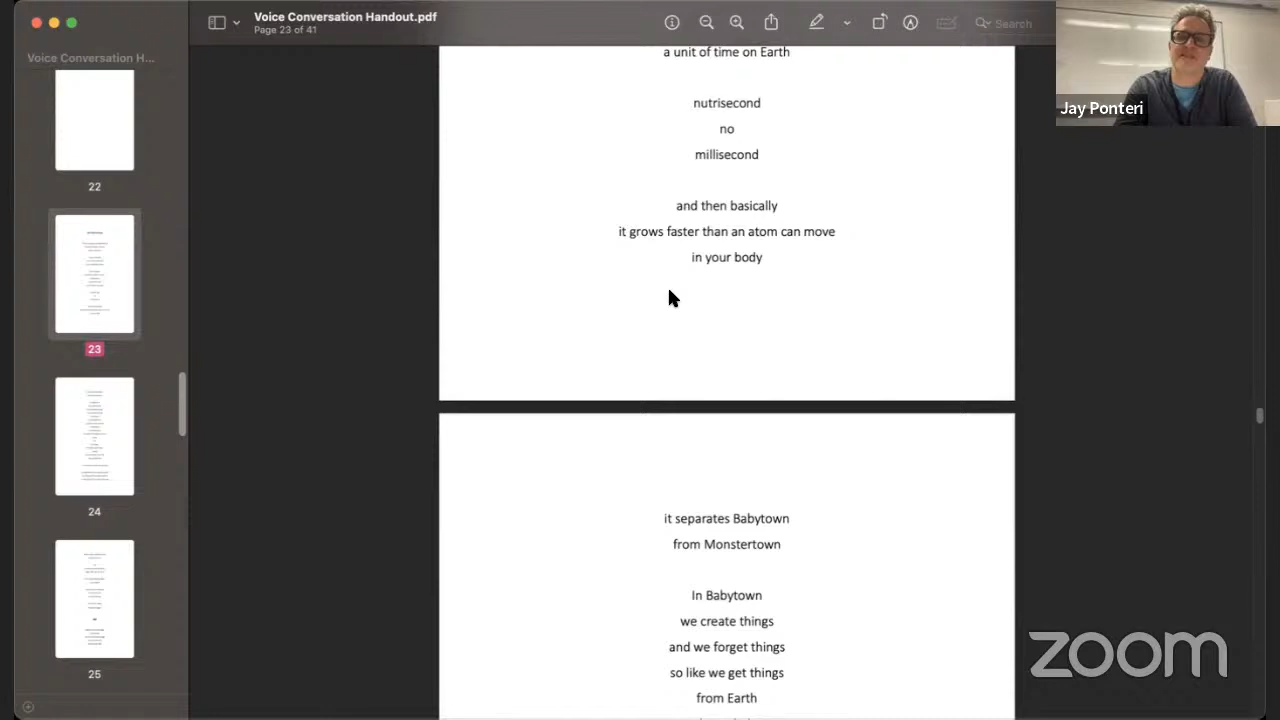 Voice Conversation Handout.pdf
Page 23 of 41
Search
Voice Conversation H...
22
23
24
25
a unit of time on Earth
nutrisecond
no
millisecond
and then basically
it grows faster than an atom can move
in your body
it separates Babytown
from Monstertown
In Babytown
we create things
and we forget things
so like we get things
from Earth
Jay Ponteri
zoom